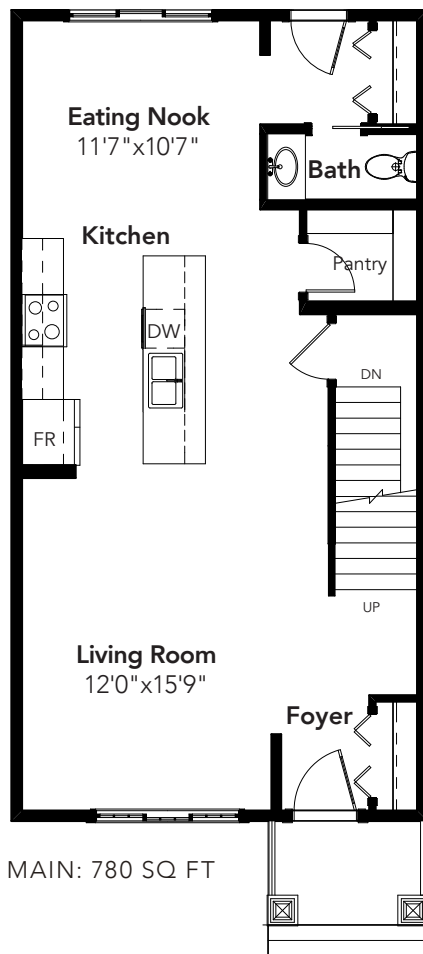 Eating Nook
11'7"x10'7"
Bath
Kitchen
Pantry
DW
DN
FR
UP
Living Room
12'0"x15'9"
Foyer
MAIN: 780 SQ FT